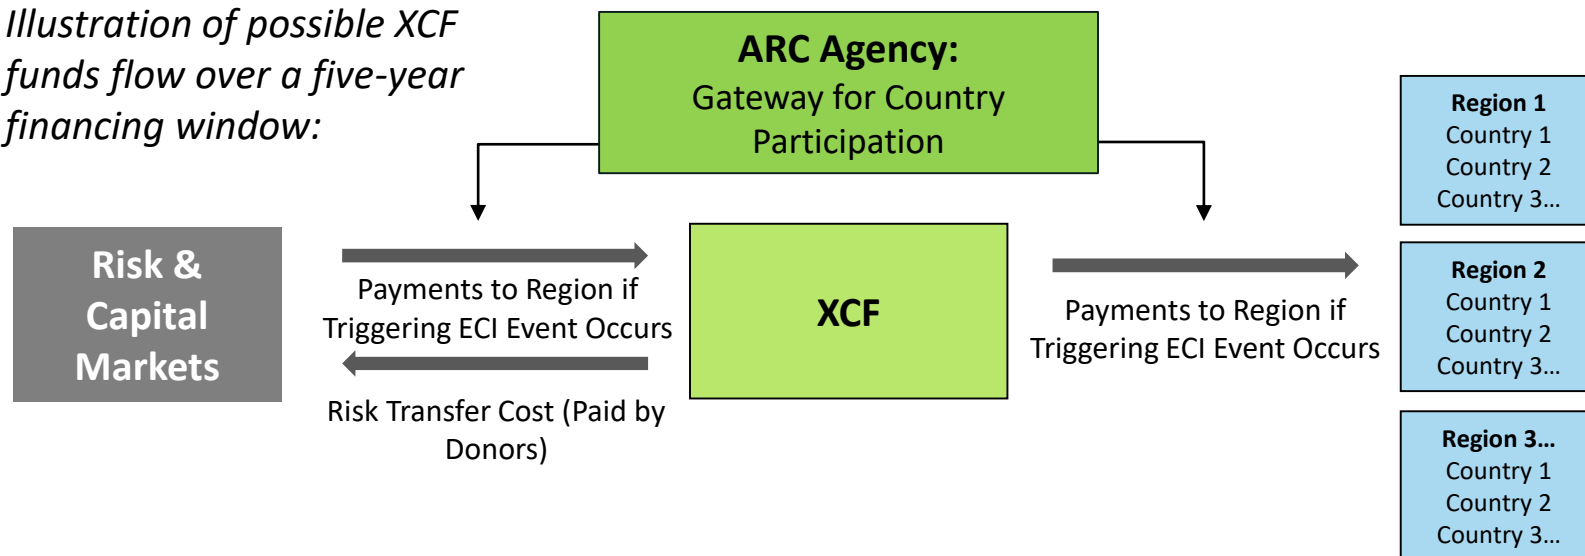 Illustration of possible XCF
funds flow over a five-year
financing window:
ARC Agency:
Gateway for Country
Participation
Risk &
Capital
Markets
Payments to Region if
Triggering ECI Event Occurs
Risk Transfer Cost (Paid by
Donors)
XCF
Payments to Region if
Triggering ECI Event Occurs
Region 1
Country 1
Country 2
Country 3…
Region 2
Country 1
Country 2
Country 3…
Region 3…
Country 1
Country 2
Country 3…